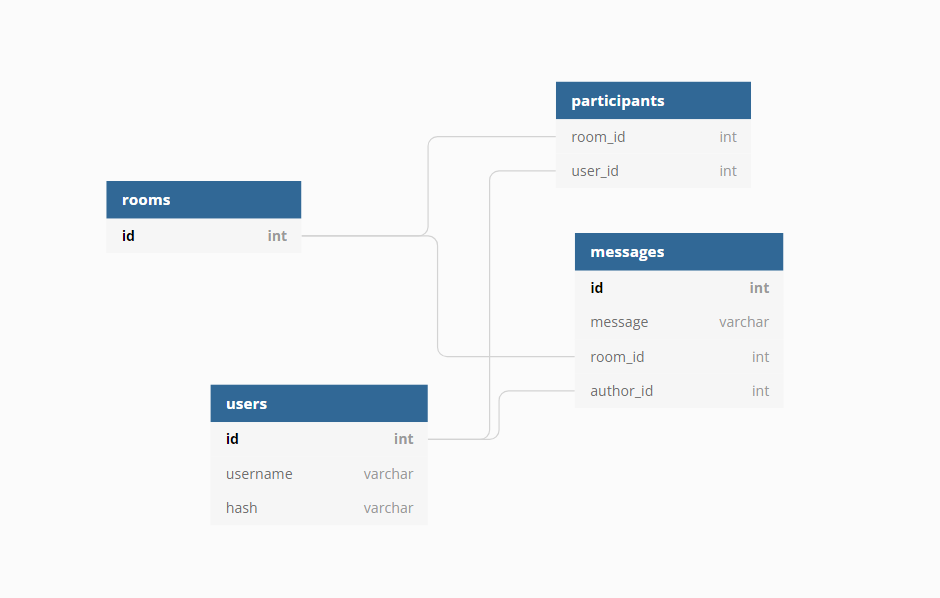 participants
room_id int
user_id int
rooms
id int
messages
id int
message varchar
room_id int
author_id int
users
id int
username varchar
hash varchar